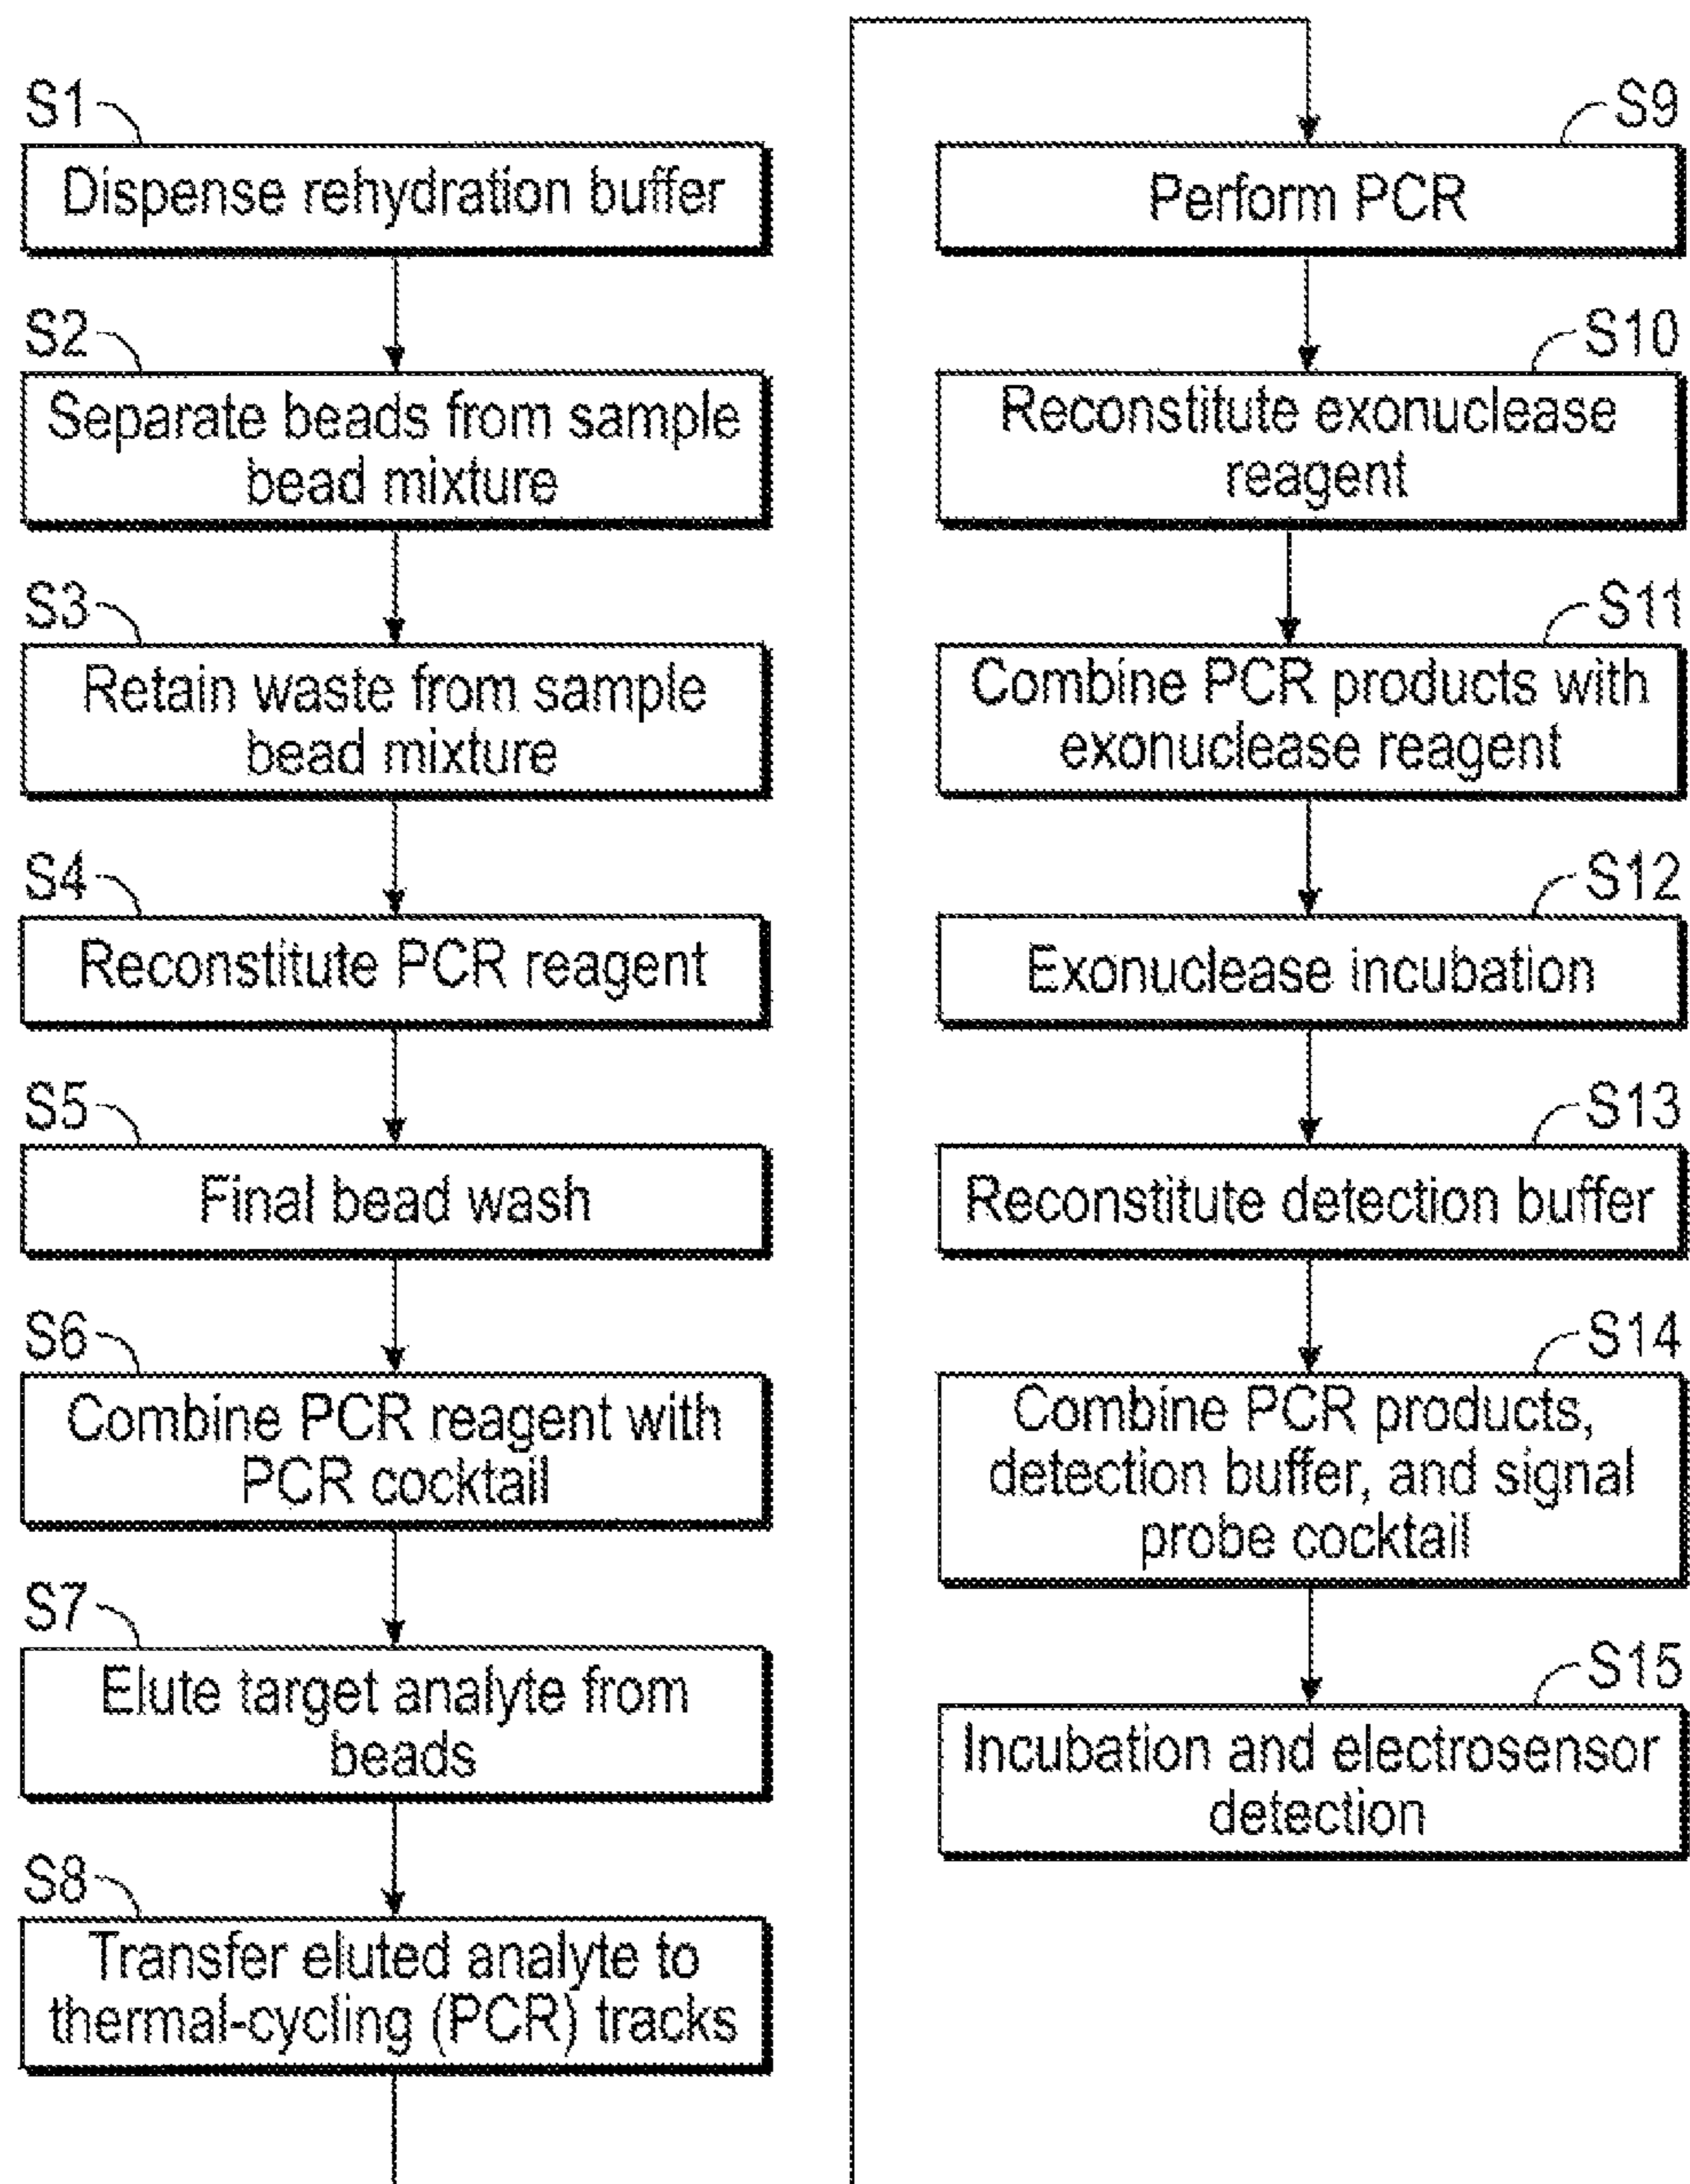 S1
Dispense rehydration buffer
S2
Separate beads from sample
bead mixture
S3
Retain waste from sample
bead mixture
S4
Reconstitute PCR reagent
S5
Final bead wash
S6
Combine PCR reagent with
PCR cocktail
S7
Elute target analyte from
beads
S8
Transfer eluted analyte to
thermal-cycling (PCR) tracks
S9
Perform PCR
S10
Reconstitute exonuclease
reagent
S11
Combine PCR products with
exonuclease reagent
S12
Exonuclease incubation
S13
Reconstitute detection buffer
S14
Combine PCR products,
detection buffer, and signal
probe cocktail
S15
Incubation and electrosensor
detection